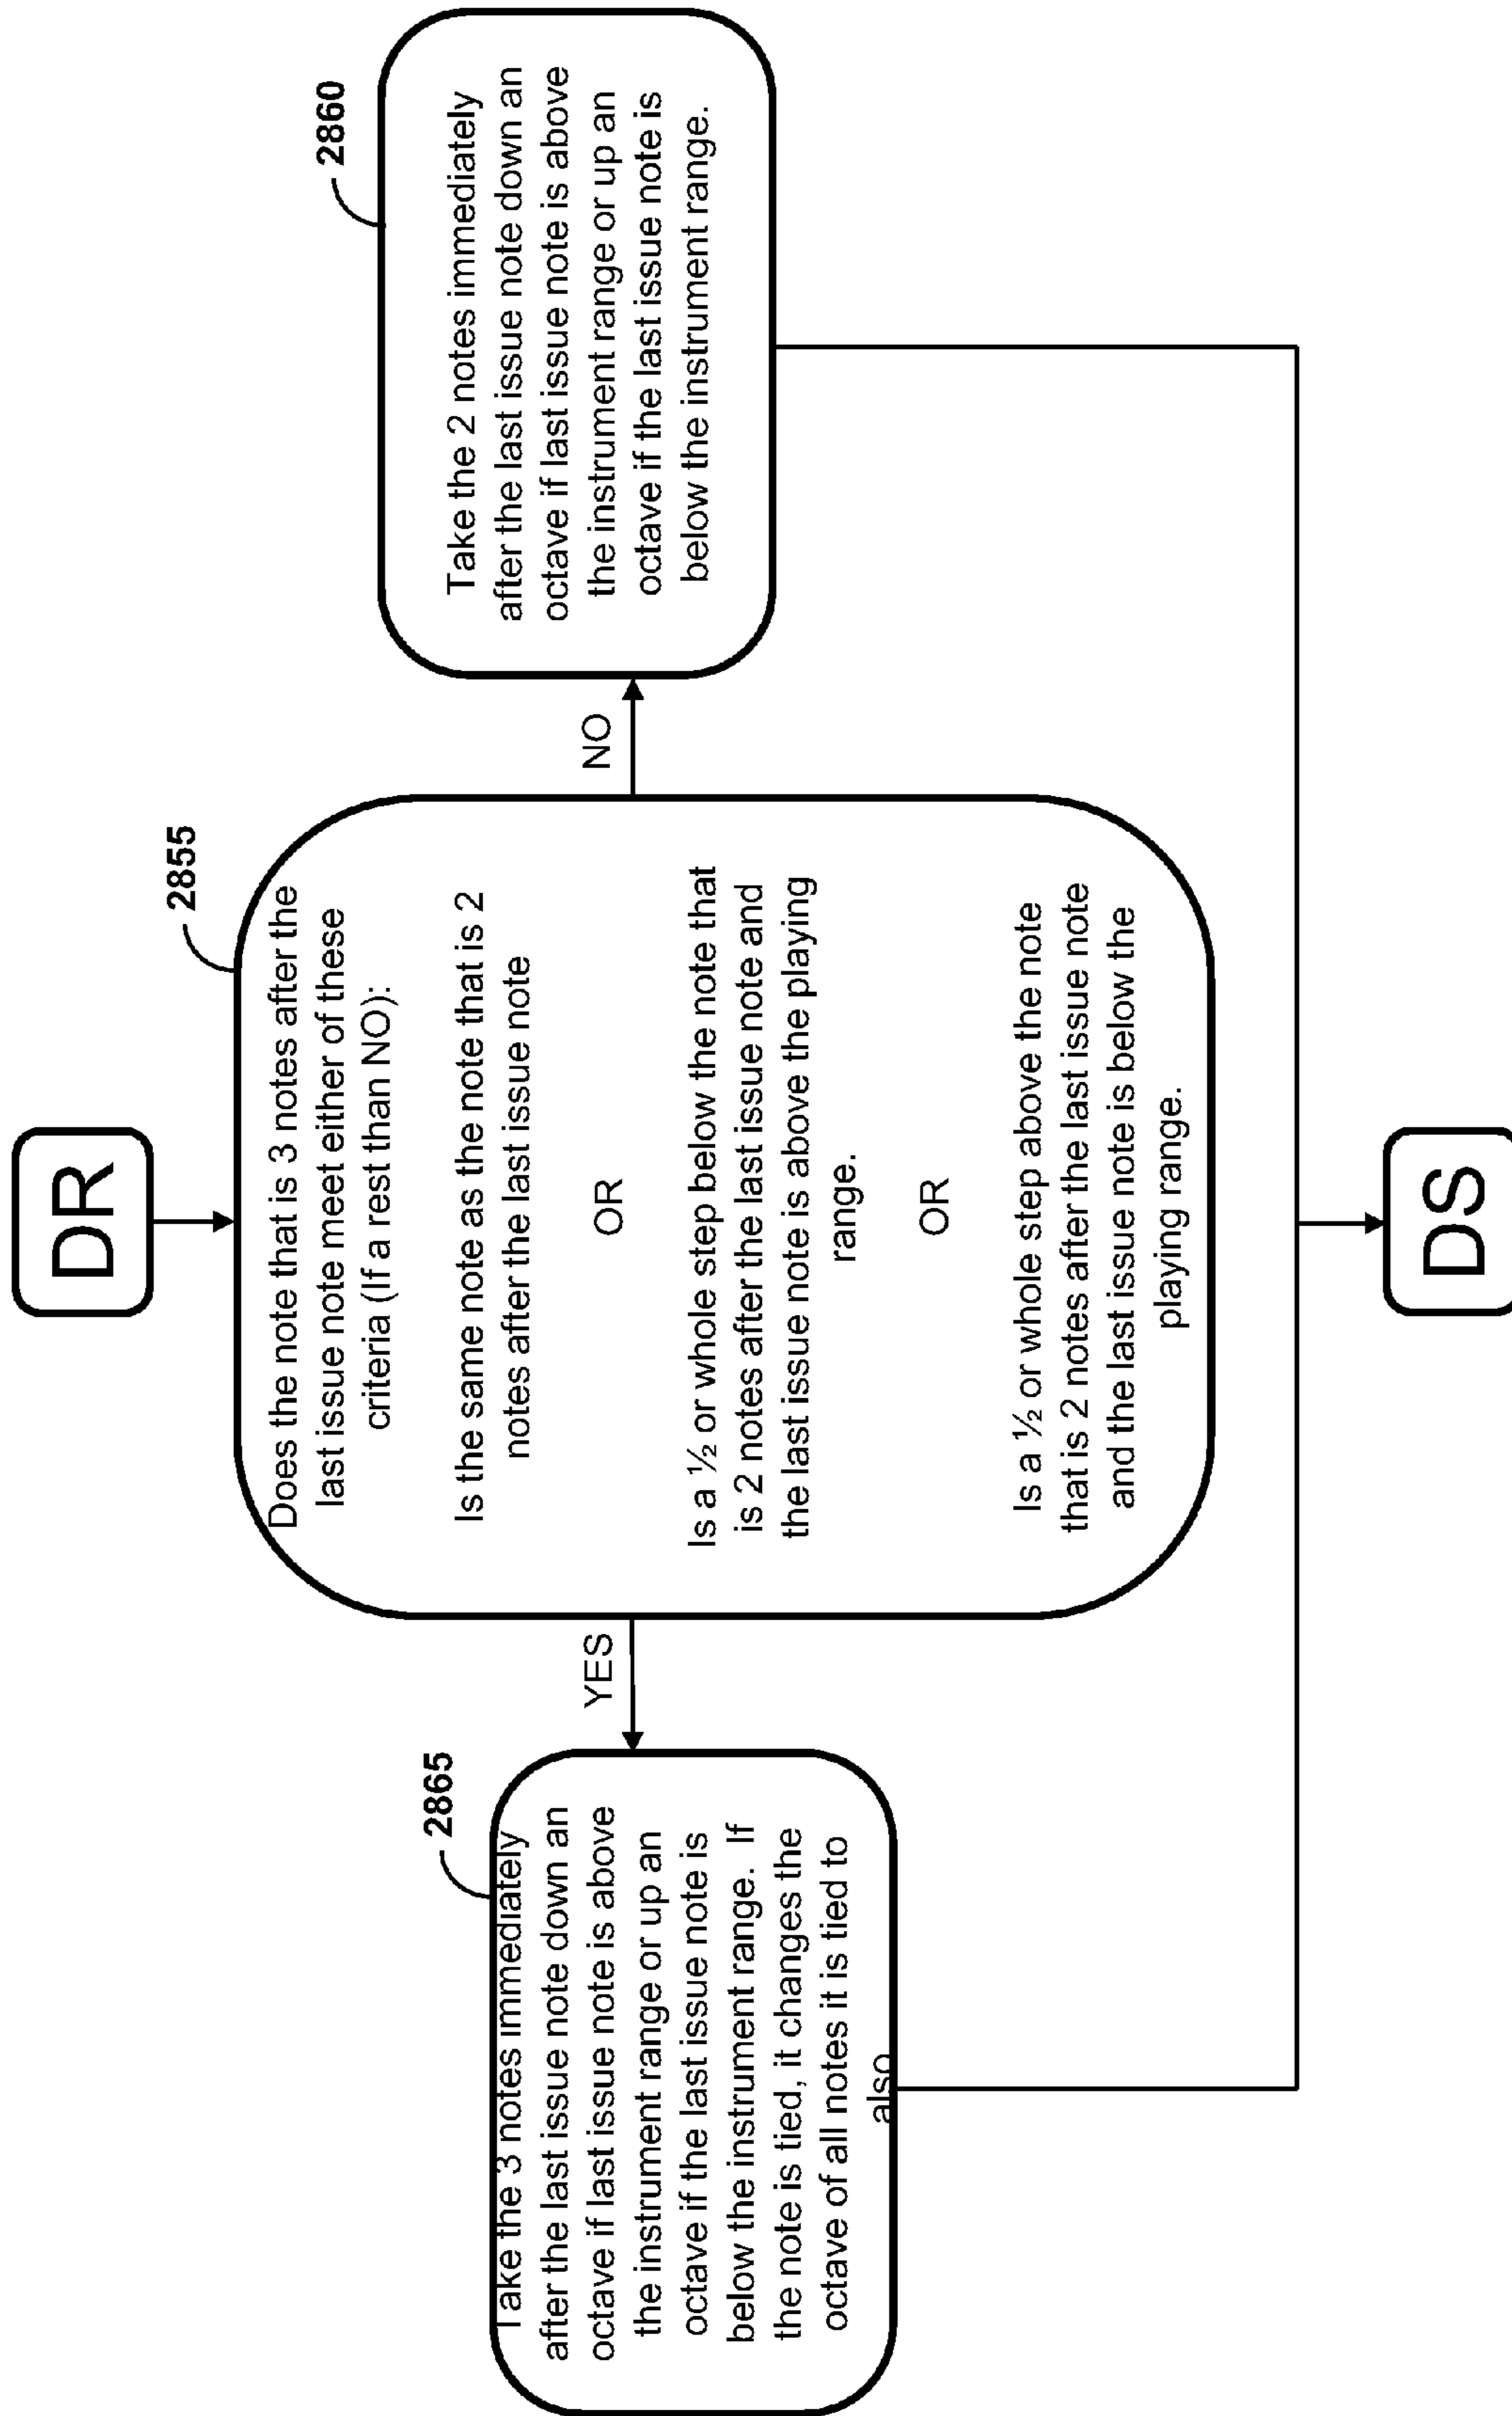 DR
2855
Does the note that is 3 notes after the
last issue note meet either of these
criteria (If a rest than NO):
Is the same note as the note that is 2
notes after the last issue note
OR
Is a ½ or whole step below the note that
is 2 notes after the last issue note and
the last issue note is above the playing
range.
OR
Is a ½ or whole step above the note
that is 2 notes after the last issue note
and the last issue note is below the
playing range.
YES
NO
2865
Take the 3 notes immediately
after the last issue note down an
octave if last issue note is above
the instrument range or up an
octave if the last issue note is
below the instrument range. If
the note is tied, it changes the
octave of all notes it is tied to
also
2860
Take the 2 notes immediately
after the last issue note down an
octave if last issue note is above
the instrument range or up an
octave if the last issue note is
below the instrument range.
DS